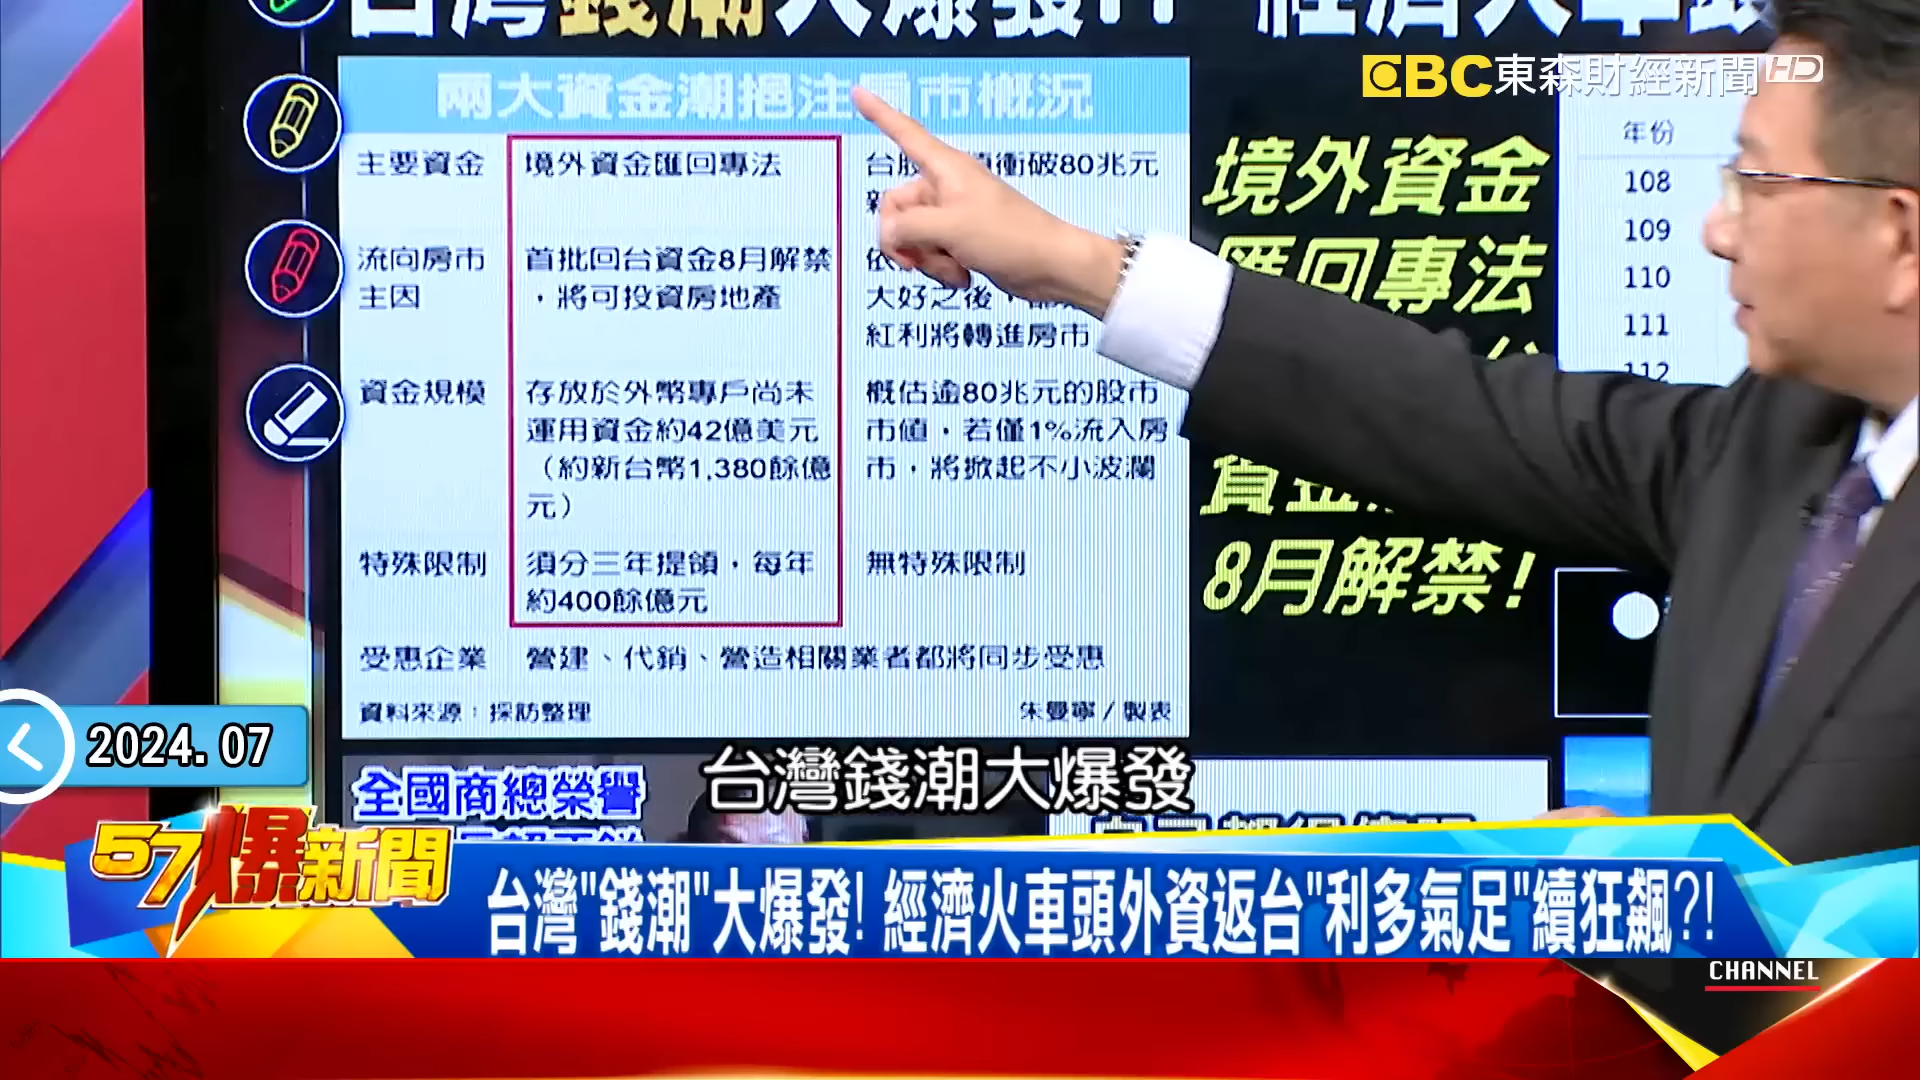 台灣錢潮大爆發
EBC東森財經新聞HD
兩大資金潮挹注 市概況
主要資金
境外資金匯回專法
台股 衝破80兆元
流向房市
主因
首批回台資金8月解禁
，將可投資房地產
大好之後，
紅利將轉進房市
資金規模
存放於外幣專戶尚未
運用資金約42億美元
（約新台幣1,380餘億
元）
概估逾80兆元的股市
市值，若僅1%流入房
市，將掀起不小波瀾
特殊限制
須分三年提領，每年
約400餘億元
無特殊限制
受惠企業
營建、代銷、營造相關業者都將同步受惠
資料來源：採訪整理
朱曼寧／製表
境外資金
匯回專法
資金
8月解禁！
年份
108
109
110
111
112
2024.07
全國商總榮譽
台灣錢潮大爆發
57爆新聞
台灣"錢潮"大爆發! 經濟火車頭外資返台"利多氣足"續狂飆?!
CHANNEL